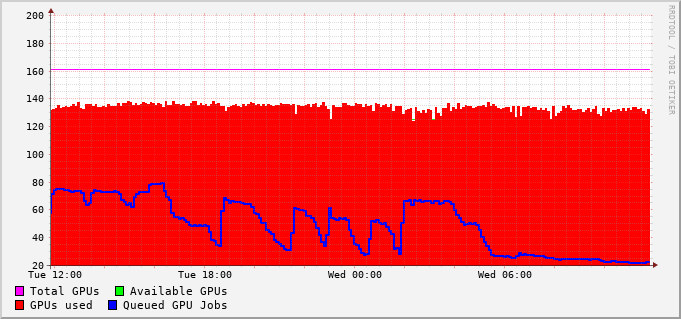 RRDTOOL / TOBI OETIKER
200
180
160
140
120
100
80
60
40
20
Tue 12:00 Tue 18:00 Wed 00:00 Wed 06:00
Total GPUs Available GPUs
GPUs used Queued GPU Jobs